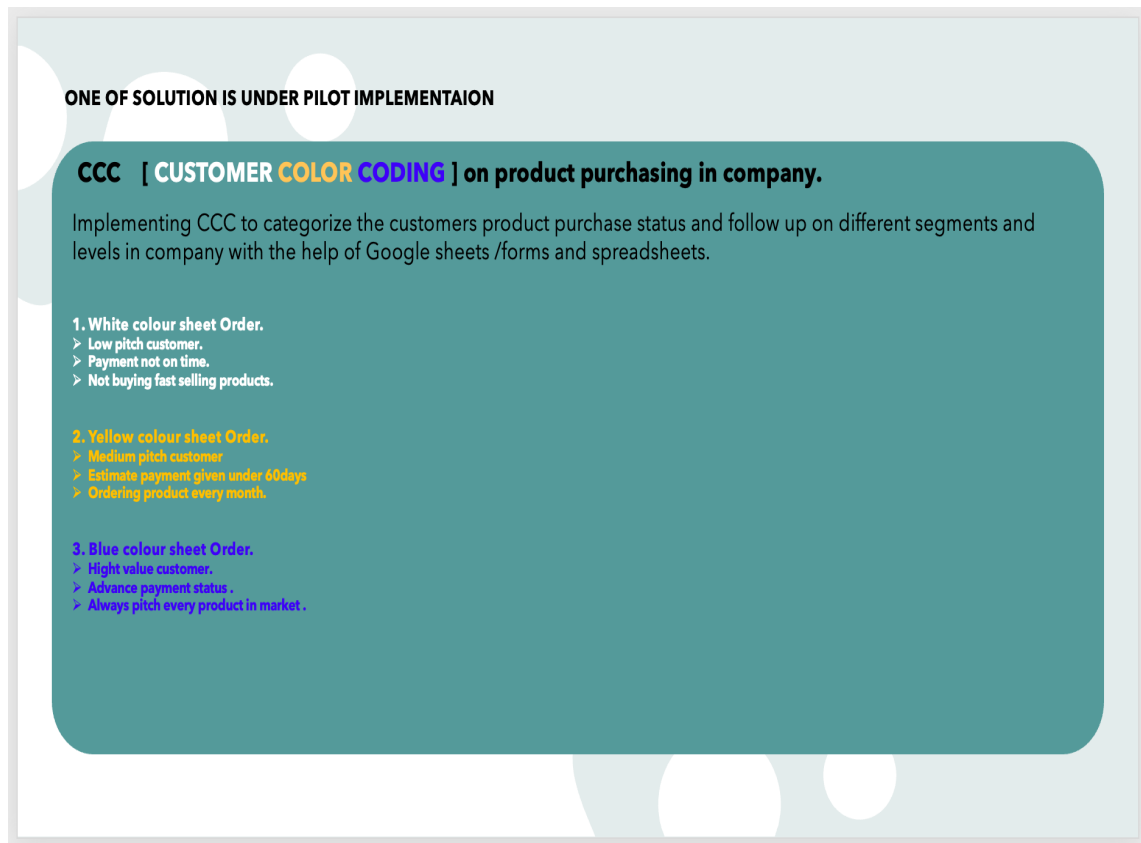 ONE OF SOLUTION IS UNDER PILOT IMPLEMENTAION
CCC [ CUSTOMER COLOR CODING ] on product purchasing in company.
Implementing CCC to categorize the customers product purchase status and follow up on different segments and
levels in company with the help of Google sheets /forms and spreadsheets.
1. White colour sheet Order.
➢ Low pitch customer.
➢ Payment not on time.
➢ Not buying fast selling products.
2. Yellow colour sheet Order.
➢ Medium pitch customer
➢ Estimate payment given under 60days
➢ Ordering product every month.
3. Blue colour sheet Order.
➢ Hight value customer.
➢ Advance payment status .
➢ Always pitch every product in market .